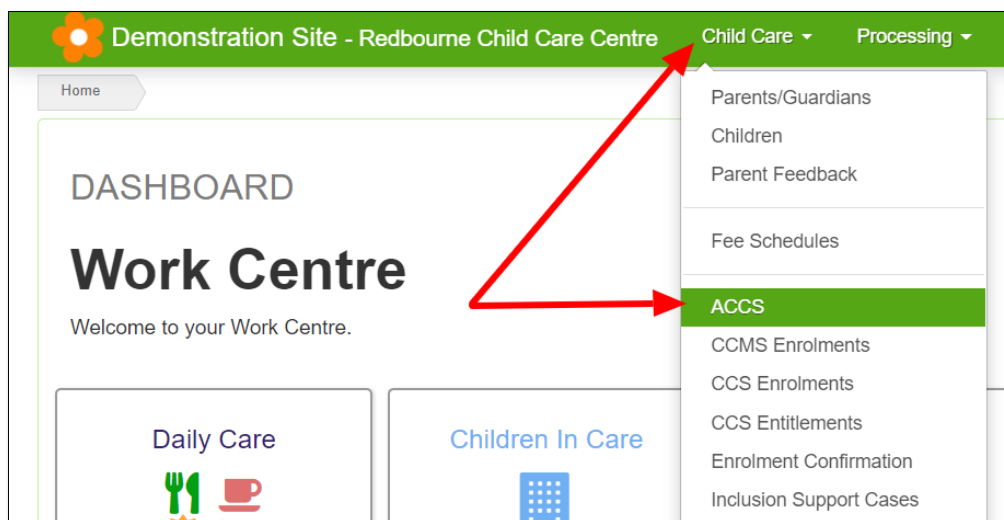 Demonstration Site - Redbourne Child Care Centre
Child Care
Processing
Home
Parents/Guardians
Children
Parent Feedback
Fee Schedules
ACCS
CCMS Enrolments
CCS Enrolments
CCS Entitlements
Enrolment Confirmation
Inclusion Support Cases
DASHBOARD
Work Centre
Welcome to your Work Centre.
Daily Care
Children In Care